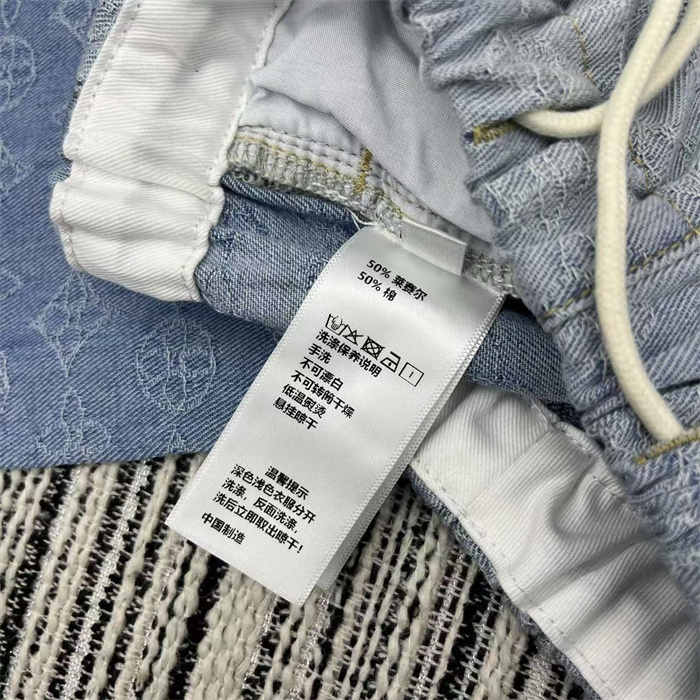 50% 莱赛尔
50% 棉
洗涤保养说明
手洗
不可漂白
不可转筒干燥
低温熨烫
悬挂晾干
温馨提示
深色浅色衣服分开
洗涤，反面洗涤，
洗后立即取出晾干！
中国制造